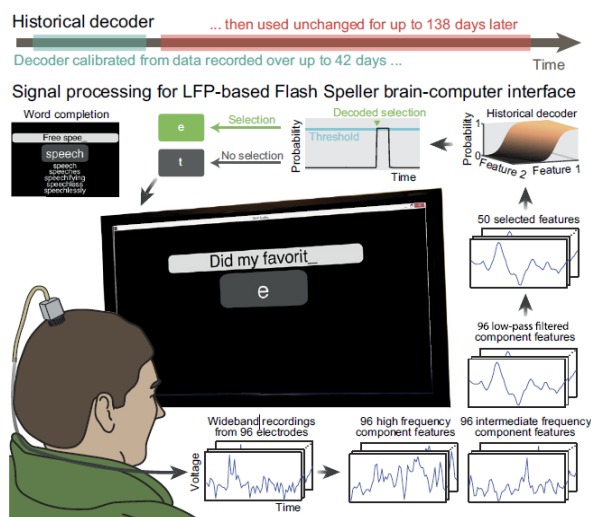 Historical decoder
... then used unchanged for up to 138 days later
Decoder calibrated from data recorded over up to 42 days ...
Time
Signal processing for LFP-based Flash Speller brain-computer interface
Word completion
Free spee_
speech
speech
speeches
speechifying
speechless
speechlessly
e
Selection
t
No selection
Decoded selection
Threshold
Probability
Time
Historical decoder
Probability
1
0
Feature 2
Feature 1
50 selected features
Did my favorit_
e
96 low-pass filtered
component features
Wideband recordings
from 96 electrodes
Voltage
Time
96 high frequency
component features
96 intermediate frequency
component features